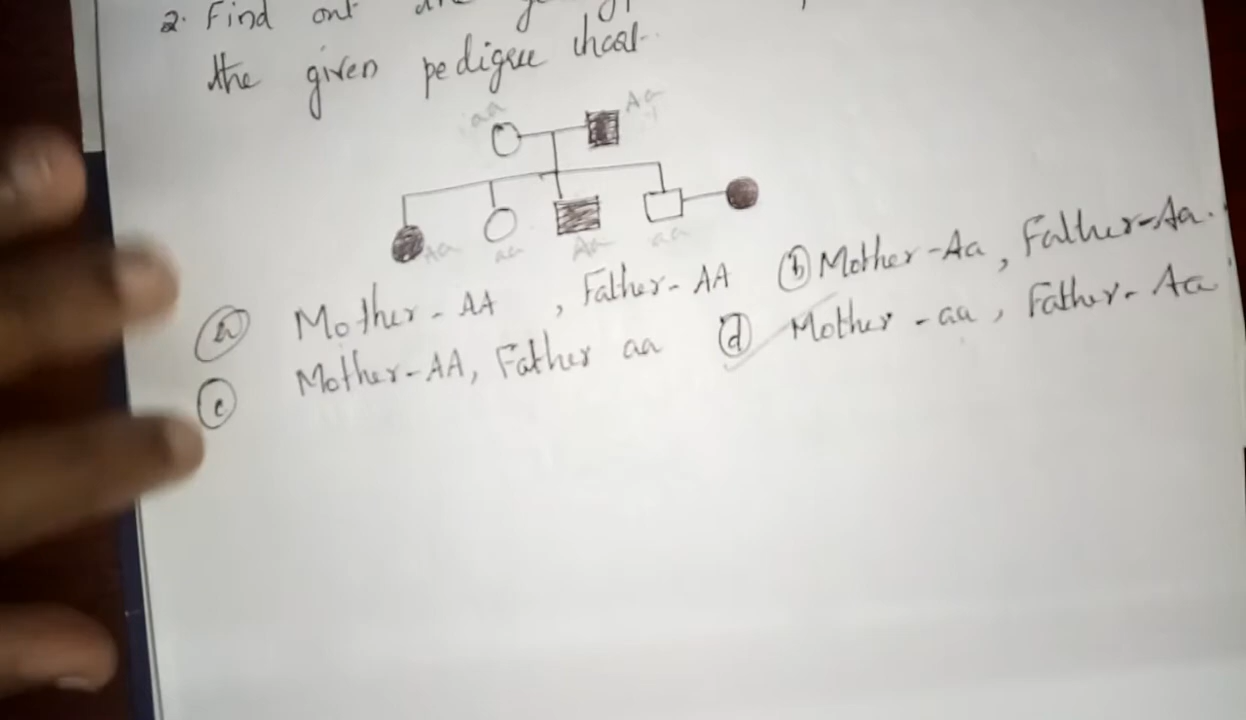 2. Find out
the given pedigree chart.
aa Aa
Aa aa Aa aa
(a) Mother - AA , Father - AA (b) Mother - Aa , Father - Aa.
(c) Mother - AA, Father aa (d) Mother - aa , Father - Aa